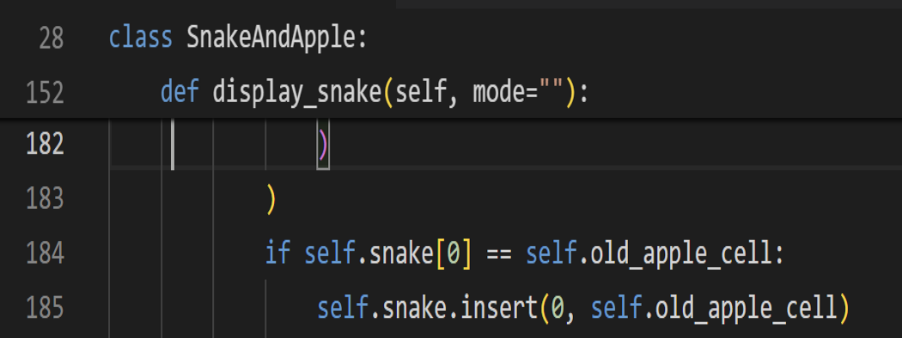 28 class SnakeAndApple:
152 def display_snake(self, mode=""):
182 )
183 )
184 if self.snake[0] == self.old_apple_cell:
185 self.snake.insert(0, self.old_apple_cell)